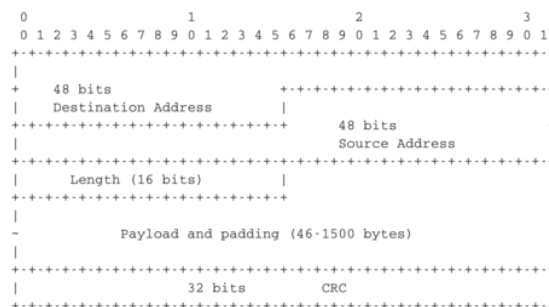 0                   1                   2                   3
0 1 2 3 4 5 6 7 8 9 0 1 2 3 4 5 6 7 8 9 0 1 2 3 4 5 6 7 8 9 0 1
+-+-+-+-+-+-+-+-+-+-+-+-+-+-+-+-+-+-+-+-+-+-+-+-+-+-+-+-+-+-+-+-
|
+    48 bits                    +-+-+-+-+-+-+-+-+-+-+-+-+-+-+-+-
|    Destination Address        |
+-+-+-+-+-+-+-+-+-+-+-+-+-+-+-+-+      48 bits
|                                      Source Address
+-+-+-+-+-+-+-+-+-+-+-+-+-+-+-+-+-+-+-+-+-+-+-+-+-+-+-+-+-+-+-+-
|      Length (16 bits)         |
+-+-+-+-+-+-+-+-+-+-+-+-+-+-+-+-+
|
~            Payload and padding (46-1500 bytes)
|
+-+-+-+-+-+-+-+-+-+-+-+-+-+-+-+-+-+-+-+-+-+-+-+-+-+-+-+-+-+-+-+-
|                    32 bits         CRC
+-+-+-+-+-+-+-+-+-+-+-+-+-+-+-+-+-+-+-+-+-+-+-+-+-+-+-+-+-+-+-+-